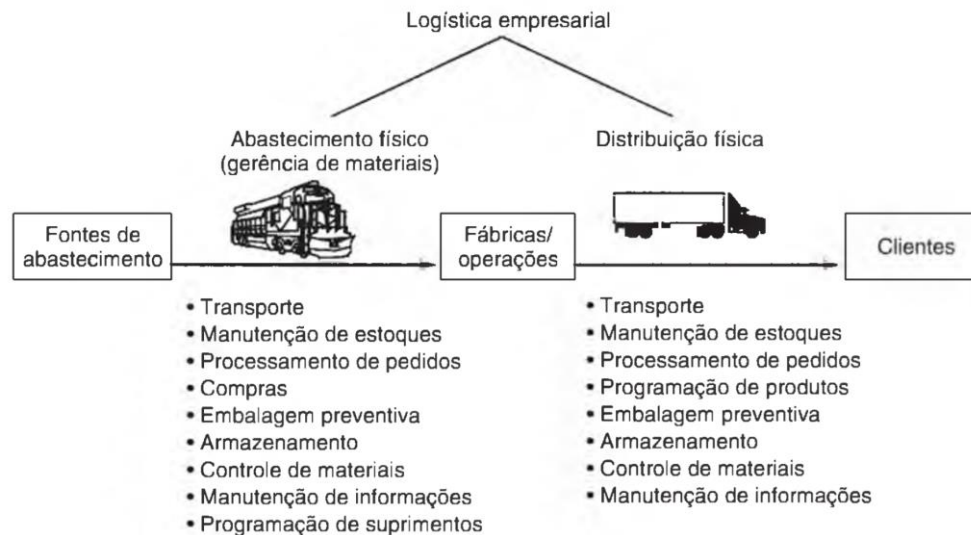 Logística empresarial
Abastecimento físico
(gerência de materiais)
Distribuição física
Fontes de
abastecimento
Fábricas/
operações
Clientes
• Transporte
• Manutenção de estoques
• Processamento de pedidos
• Compras
• Embalagem preventiva
• Armazenamento
• Controle de materiais
• Manutenção de informações
• Programação de suprimentos
• Transporte
• Manutenção de estoques
• Processamento de pedidos
• Programação de produtos
• Embalagem preventiva
• Armazenamento
• Controle de materiais
• Manutenção de informações